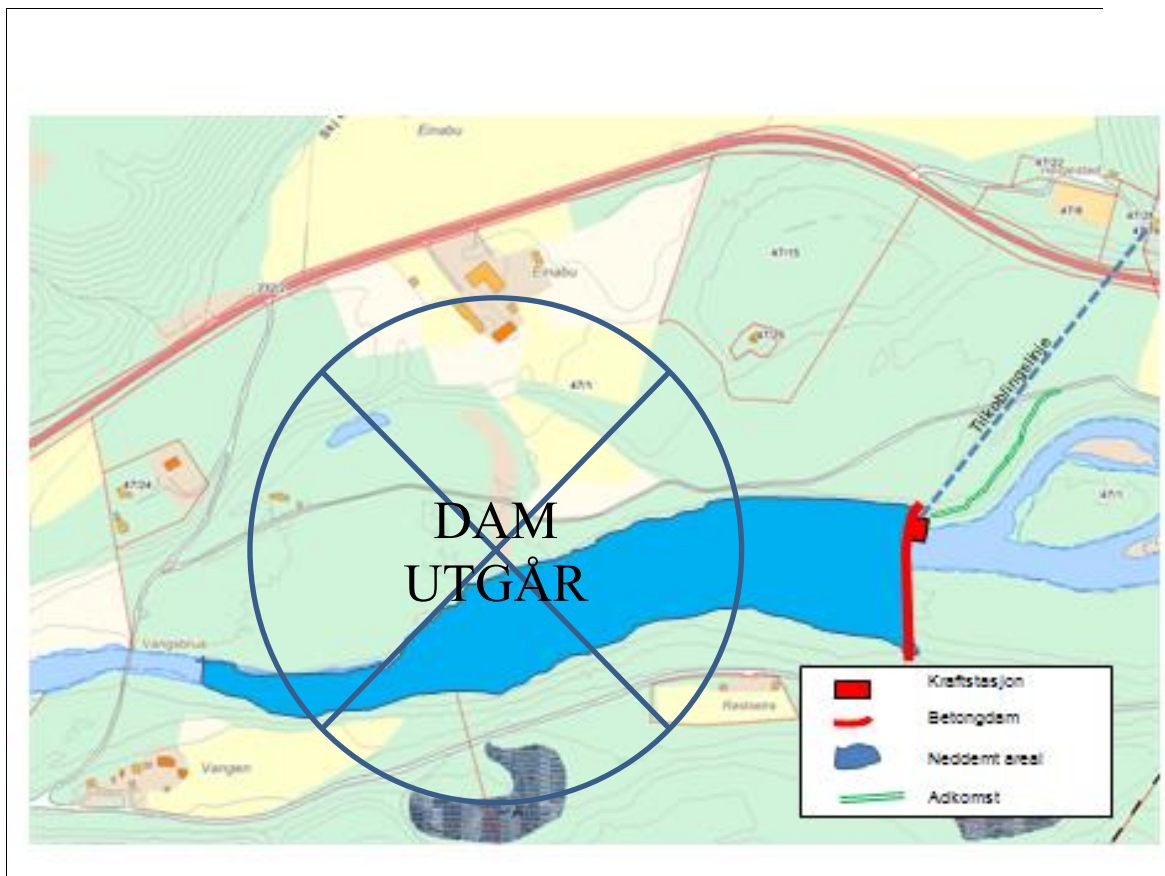 Einabu
47/22
47/8
47/15
Einabu
47/25
47/1
Tilkoblingslinje
47/24
47/1
DAM
UTGÅR
Vangsbrua
Vangen
Kraftstasjon
Betongdam
Neddemt areal
Adkomst